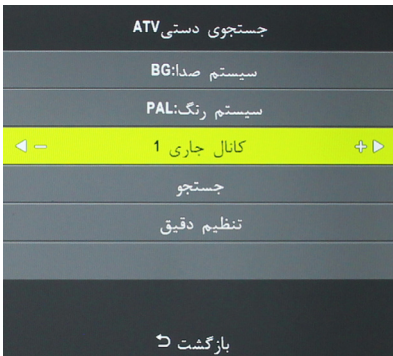 جستجوی دستیATV
سیستم صدا:BG
سیستم رنگ:PAL
− کانال جاری 1 +
جستجو
تنظیم دقیق
بازگشت